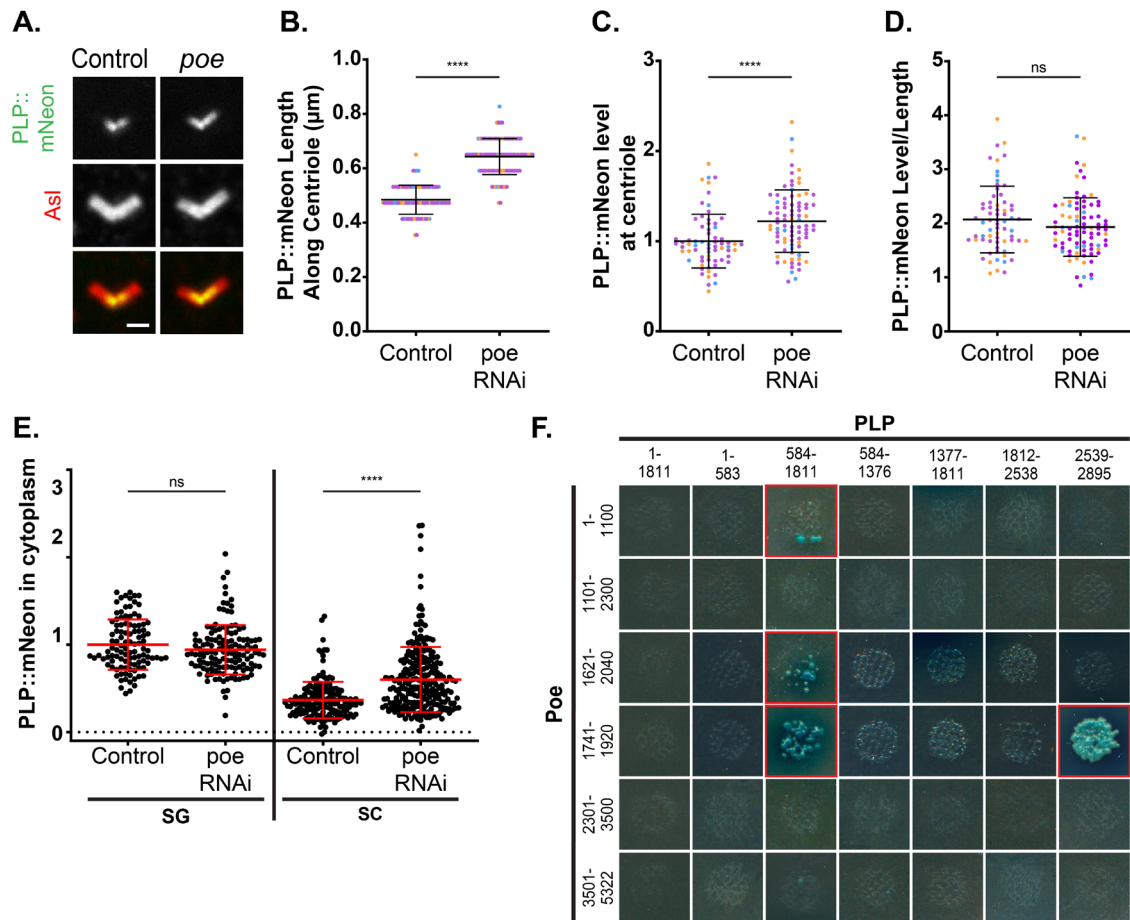 A.
Control poe
PLP::
mNeon
Asl
B.
PLP::mNeon Length
Along Centriole (µm)
1.0
0.8
0.6
0.4
0.2
0.0
****
Control
poe
RNAi
C.
PLP::mNeon level
at centriole
3
2
1
0
****
Control
poe
RNAi
D.
PLP::mNeon Level/Length
5
4
3
2
1
0
ns
Control
poe
RNAi
E.
PLP::mNeon in cytoplasm
3
2
1
0
ns
****
Control
poe
RNAi
Control
poe
RNAi
SG
SC
F.
PLP
1-
1811
1-
583
584-
1811
584-
1376
1377-
1811
1812-
2538
2539-
2895
Poe
1-
1100
1101-
2300
1621-
2040
1741-
1920
2301-
3500
3501-
5322